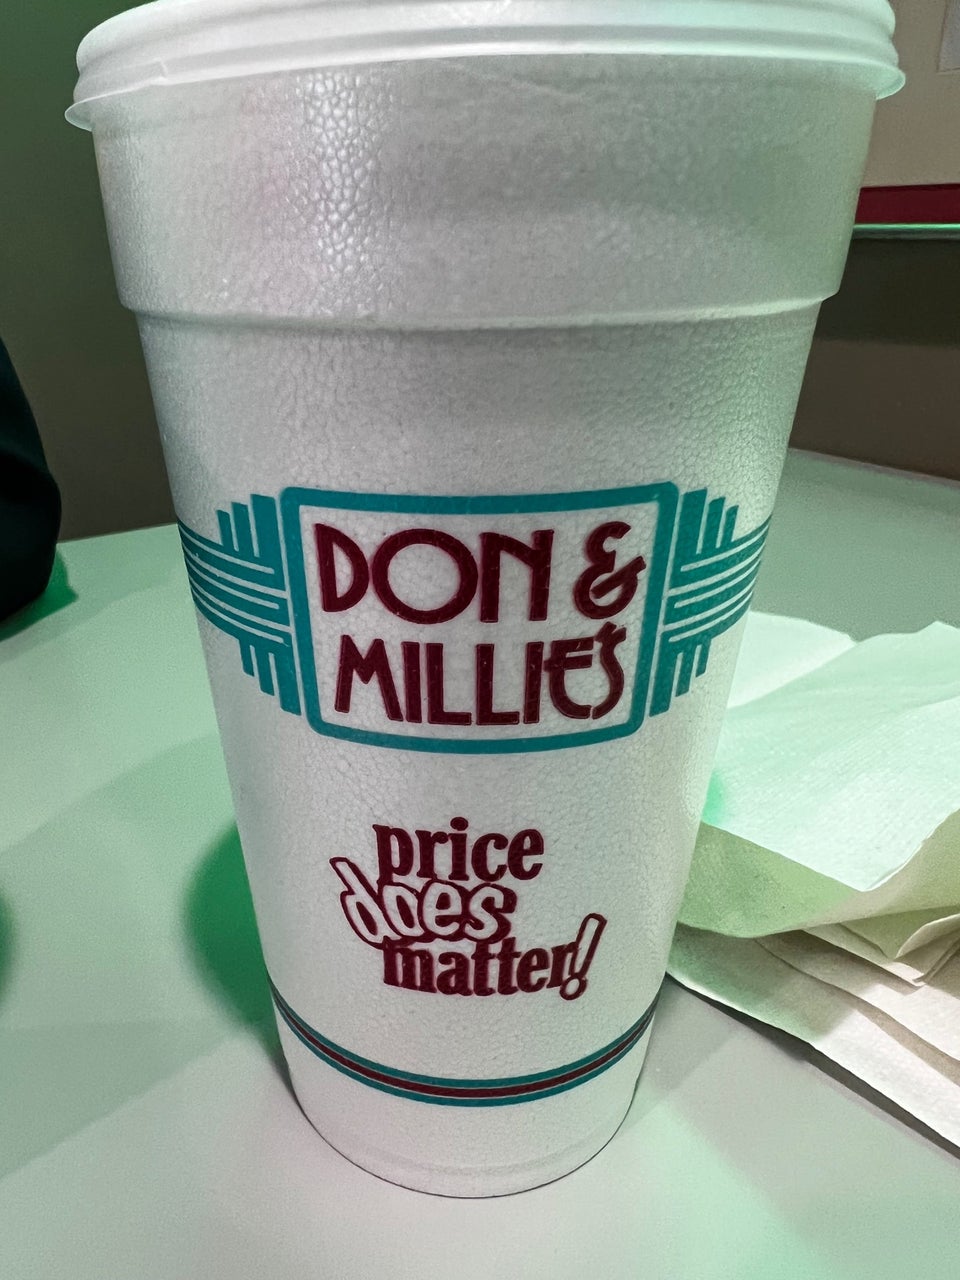 DON &
MILLIE'S
price
does
matter!